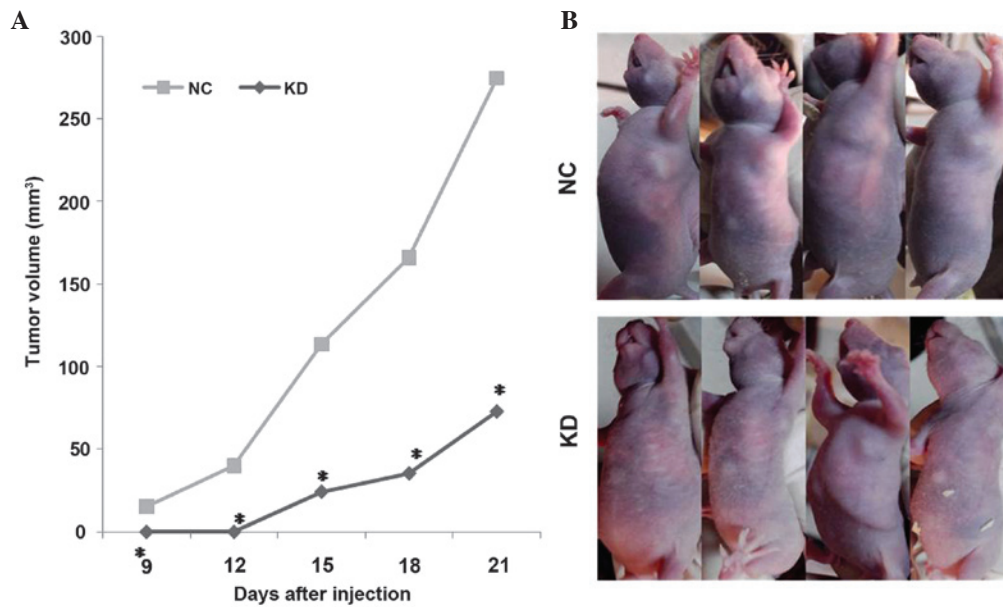 A
B
300
250
200
150
100
50
0
Tumor volume (mm³)
NC
KD
*
*
*
*
*
9
12
15
18
21
Days after injection
NC
KD